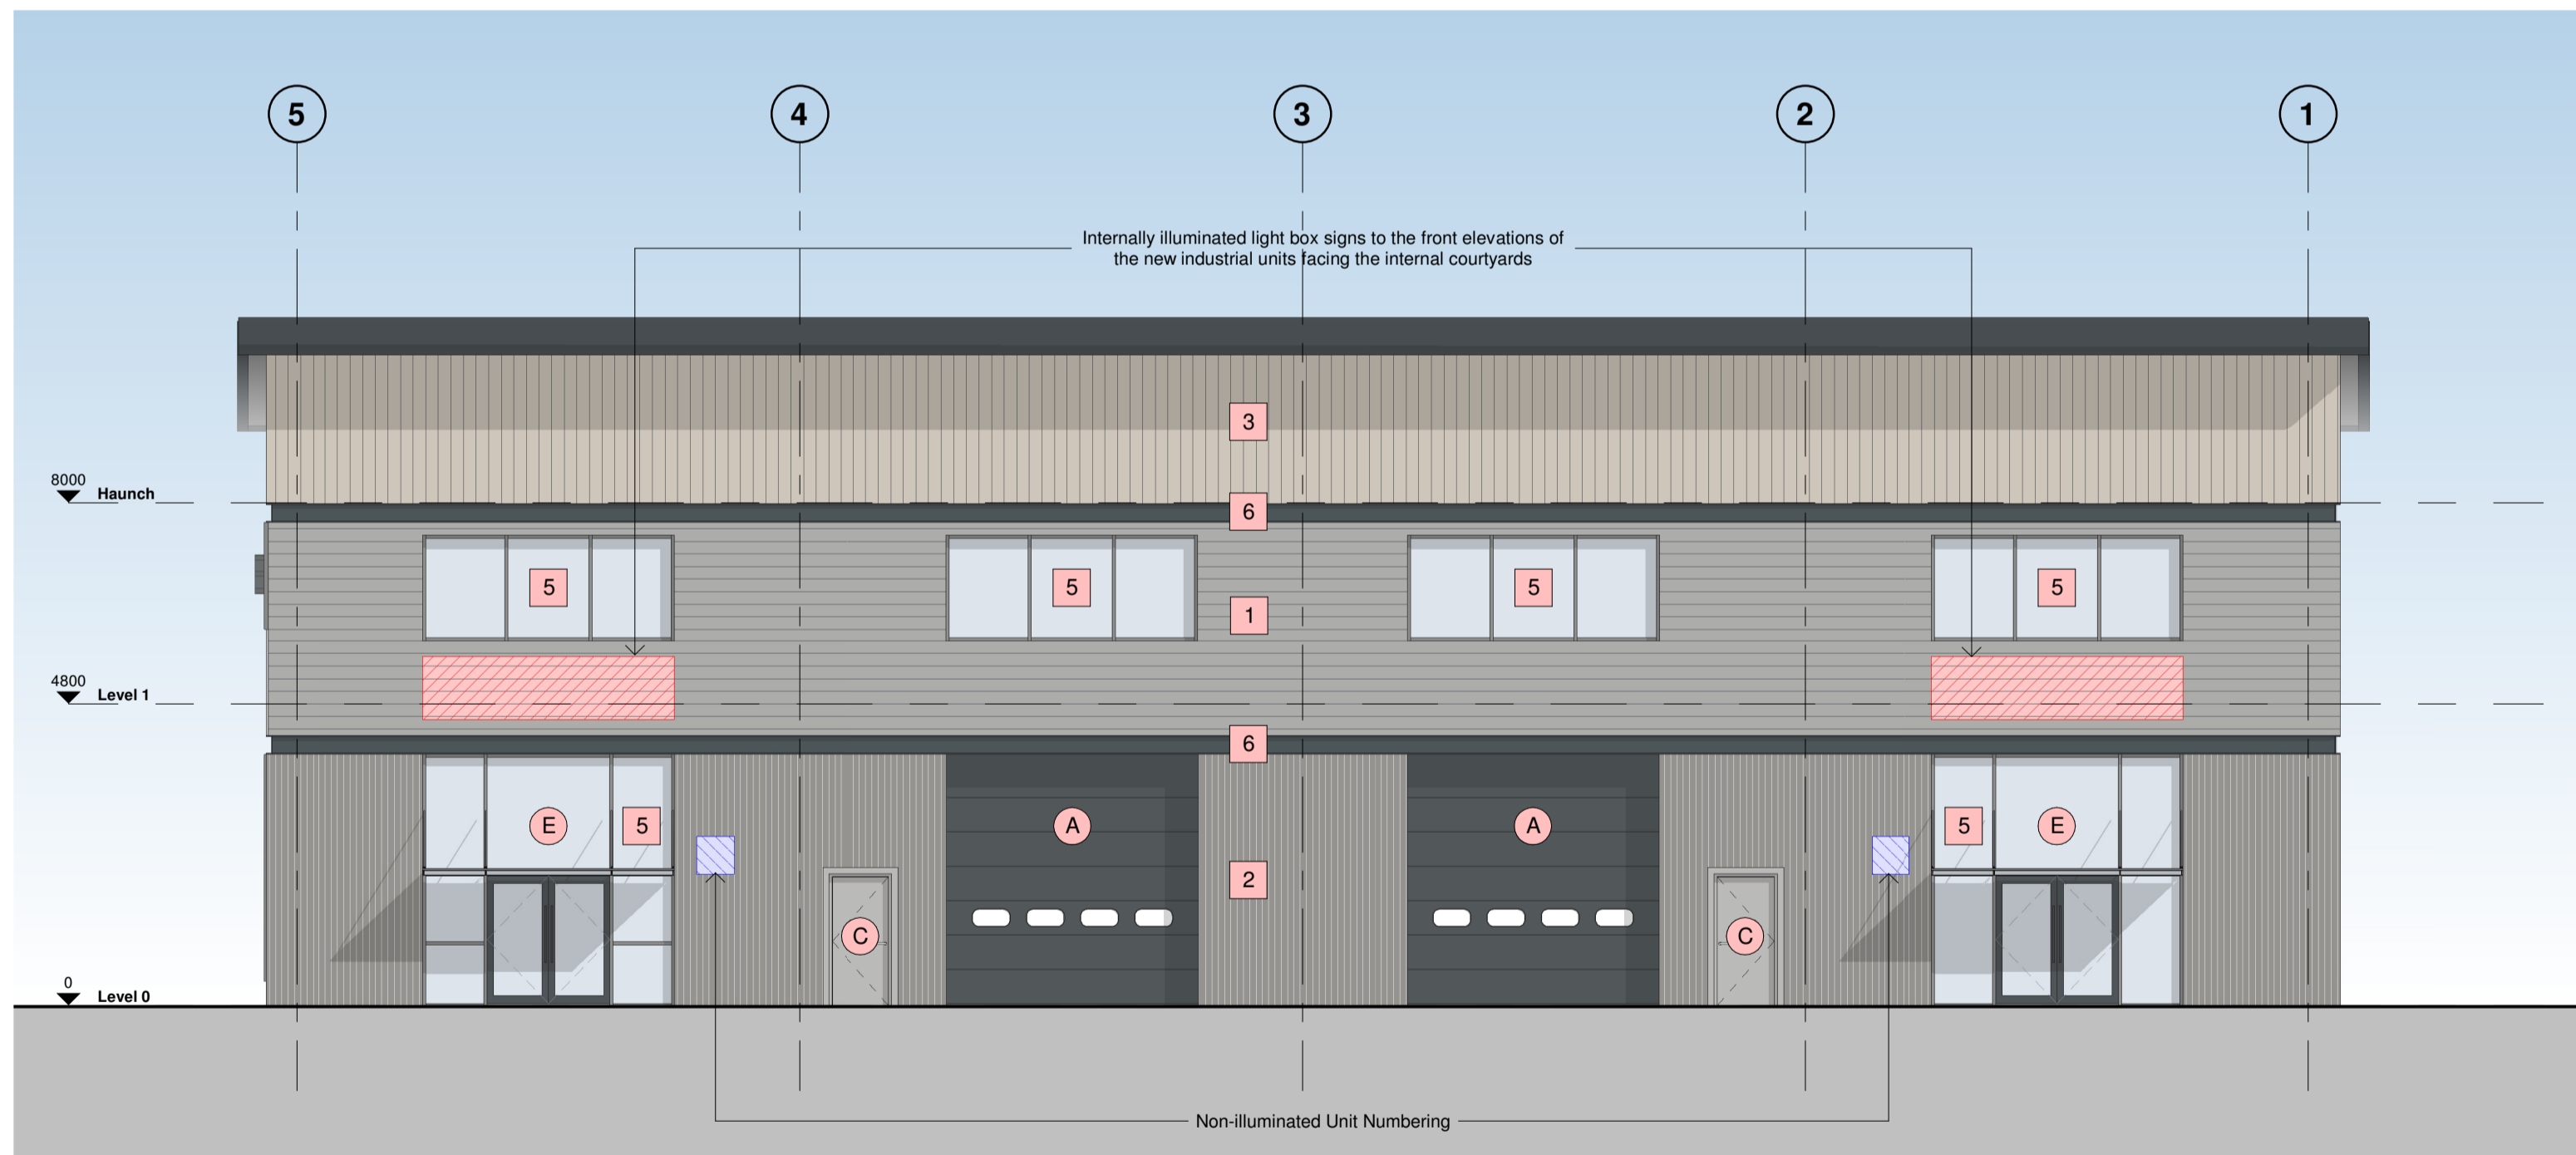 5 4 3 2 1
Internally illuminated light box signs to the front elevations of
the new industrial units facing the internal courtyards
3
8000
Haunch
6
5 5 5 5
1
4800
Level 1
6
E 5 A A 5 E
2
C C
0
Level 0
Non-illuminated Unit Numbering